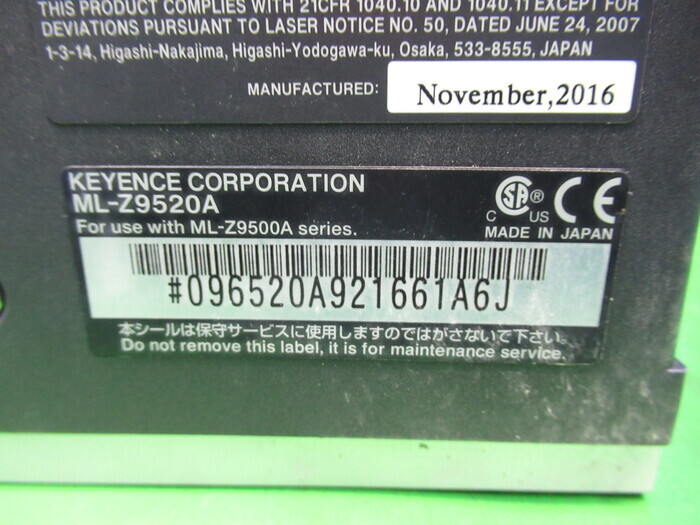 THIS PRODUCT COMPLIES WITH 21CFR 1040.10 AND 1040.11 EXCEPT FOR
DEVIATIONS PURSUANT TO LASER NOTICE NO. 50, DATED JUNE 24, 2007
1-3-14, Higashi-Nakajima, Higashi-Yodogawa-ku, Osaka, 533-8555, JAPAN
MANUFACTURED: November,2016
KEYENCE CORPORATION
ML-Z9520A
For use with ML-Z9500A series.
C SA ® US CE
MADE IN JAPAN
#096520A921661A6J
本シールは保守サービスに使用しますのではがさないで下さい。
Do not remove this label, it is for maintenance service.